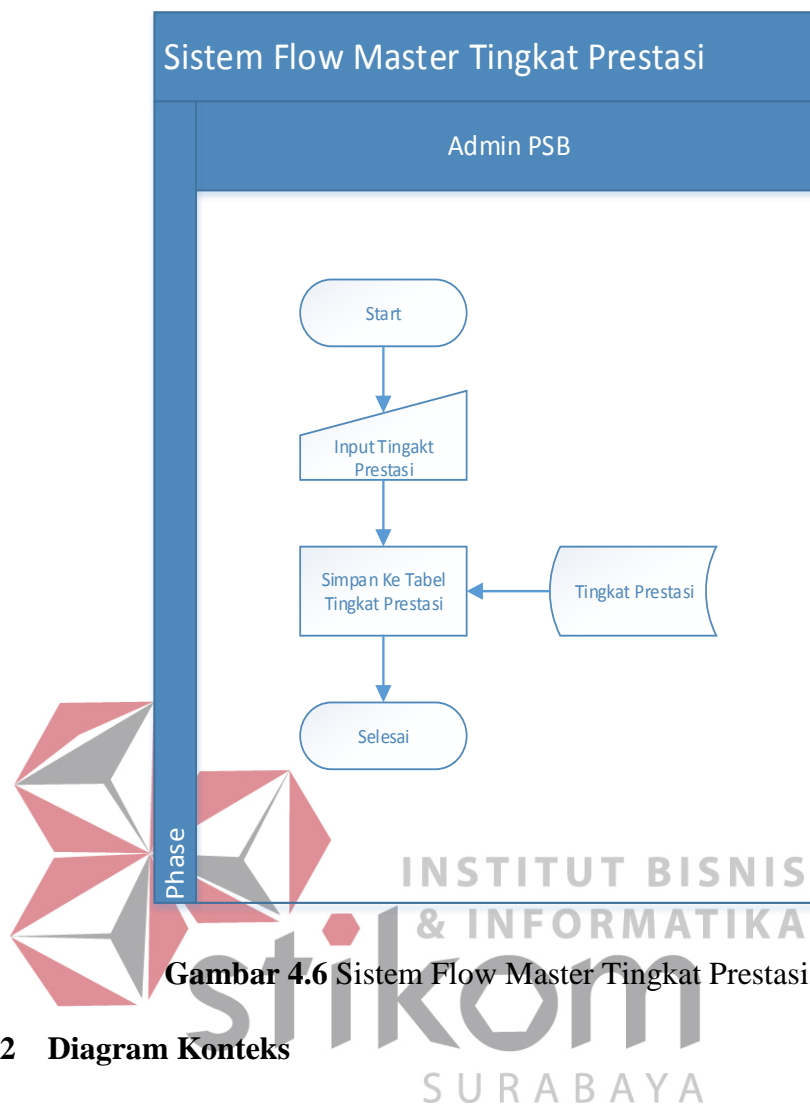 Sistem Flow Master Tingkat Prestasi
Admin PSB
Start
Input Tingakt
Prestasi
Simpan Ke Tabel
Tingkat Prestasi
Tingkat Prestasi
Selesai
Phase
INSTITUT BISNIS
& INFORMATIKA
stikom
SURABAYA
Gambar 4.6 Sistem Flow Master Tingkat Prestasi
2 Diagram Konteks